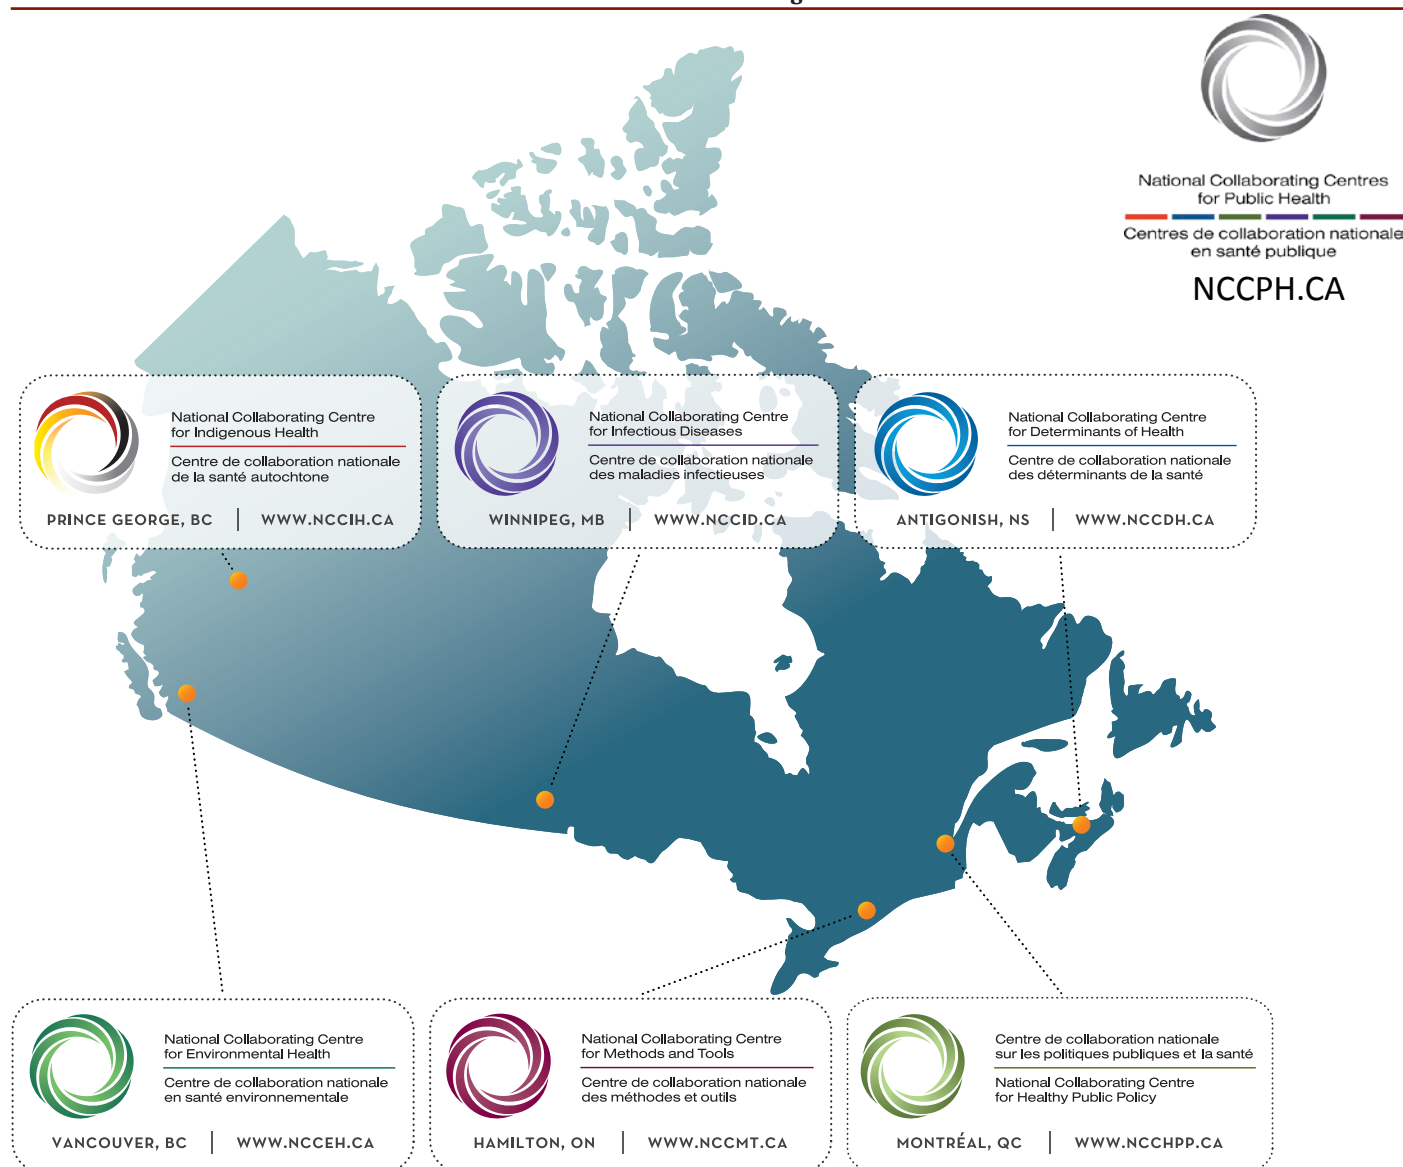 National Collaborating Centres
for Public Health
Centres de collaboration nationale
en santé publique
NCCPH.CA
National Collaborating Centre
for Indigenous Health
Centre de collaboration nationale
de la santé autochtone
PRINCE GEORGE, BC | WWW.NCCIH.CA
National Collaborating Centre
for Infectious Diseases
Centre de collaboration nationale
des maladies infectieuses
WINNIPEG, MB | WWW.NCCID.CA
National Collaborating Centre
for Determinants of Health
Centre de collaboration nationale
des déterminants de la santé
ANTIGONISH, NS | WWW.NCCDH.CA
National Collaborating Centre
for Environmental Health
Centre de collaboration nationale
en santé environnementale
VANCOUVER, BC | WWW.NCCEH.CA
National Collaborating Centre
for Methods and Tools
Centre de collaboration nationale
des méthodes et outils
HAMILTON, ON | WWW.NCCMT.CA
Centre de collaboration nationale
sur les politiques publiques et la santé
National Collaborating Centre
for Healthy Public Policy
MONTRÉAL, QC | WWW.NCCHPP.CA